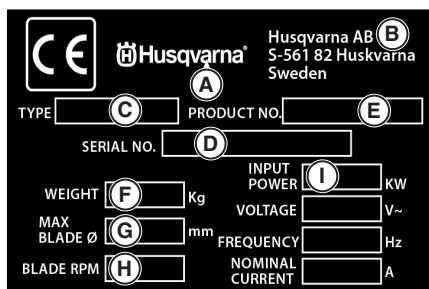 CE Husqvarna® Husqvarna AB B
S-561 82 Huskvarna
Sweden
A
TYPE C PRODUCT NO. E
SERIAL NO. D
INPUT
POWER I KW
WEIGHT F Kg
VOLTAGE V~
MAX
BLADE Ø G mm
FREQUENCY Hz
BLADE RPM H
NOMINAL
CURRENT A